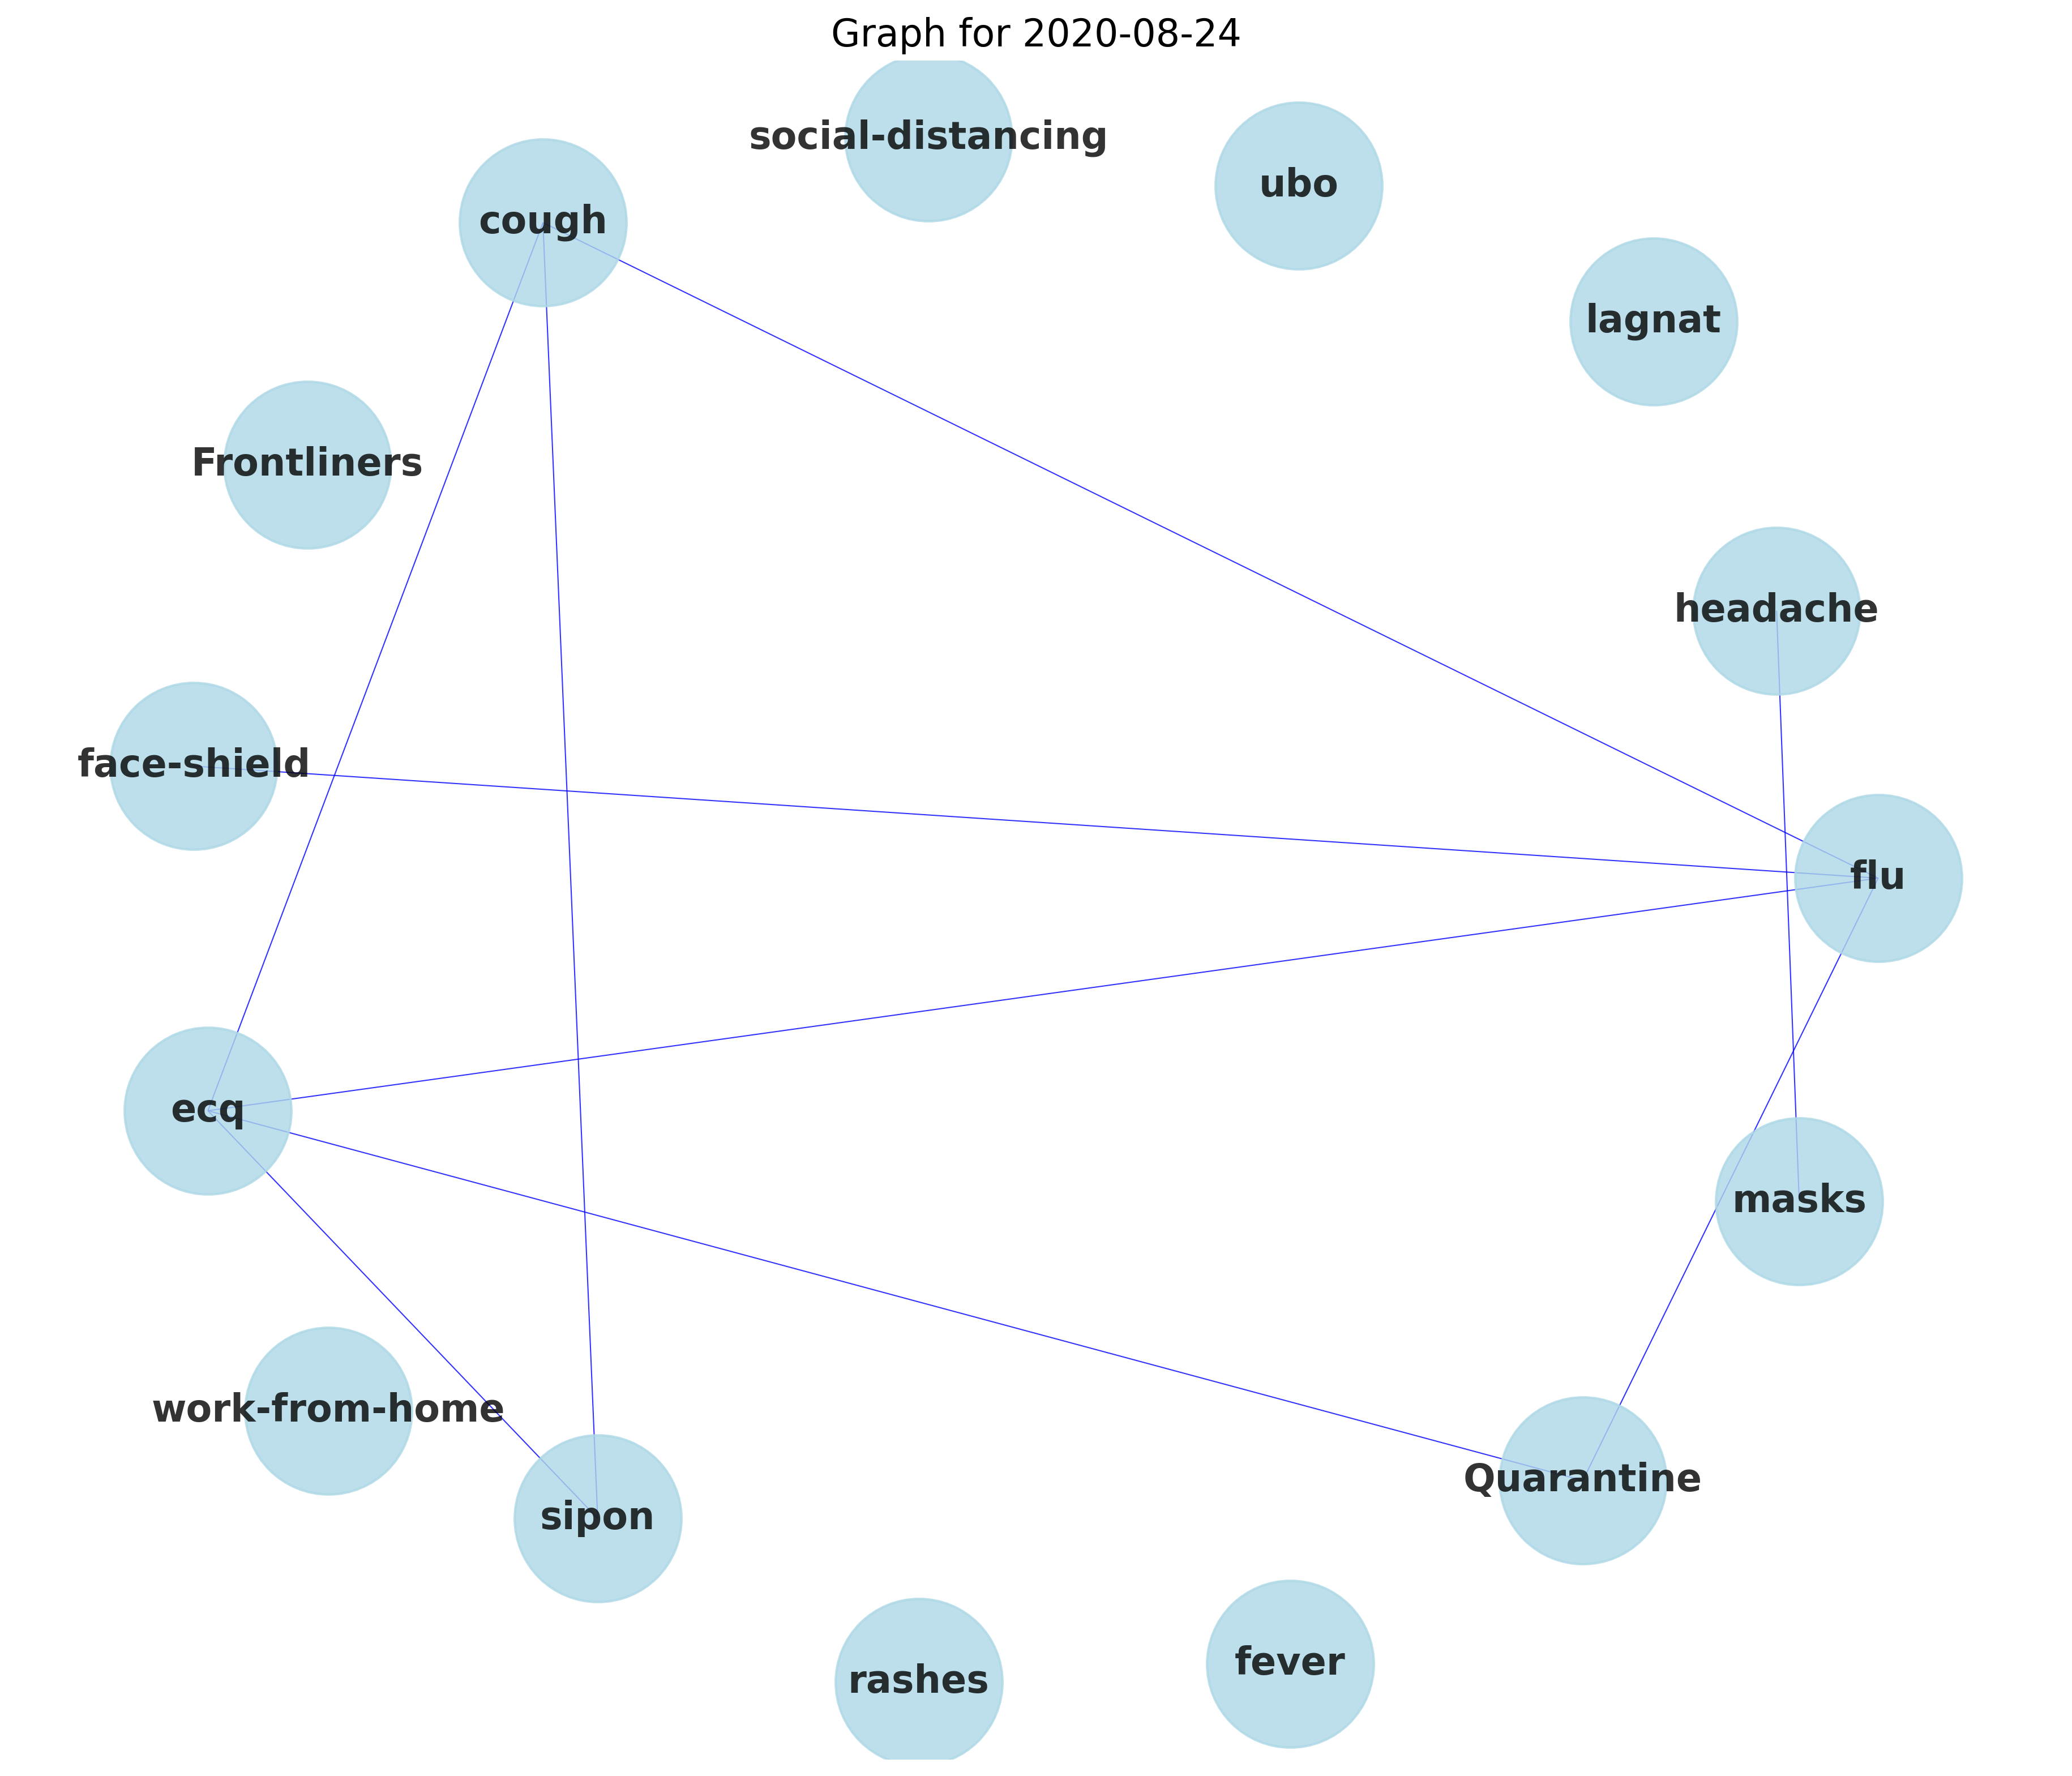 Graph for 2020-08-24
social-distancing
ubo
cough
lagnat
Frontliners
headache
face-shield
flu
ecq
masks
work-from-home
Quarantine
sipon
fever
rashes